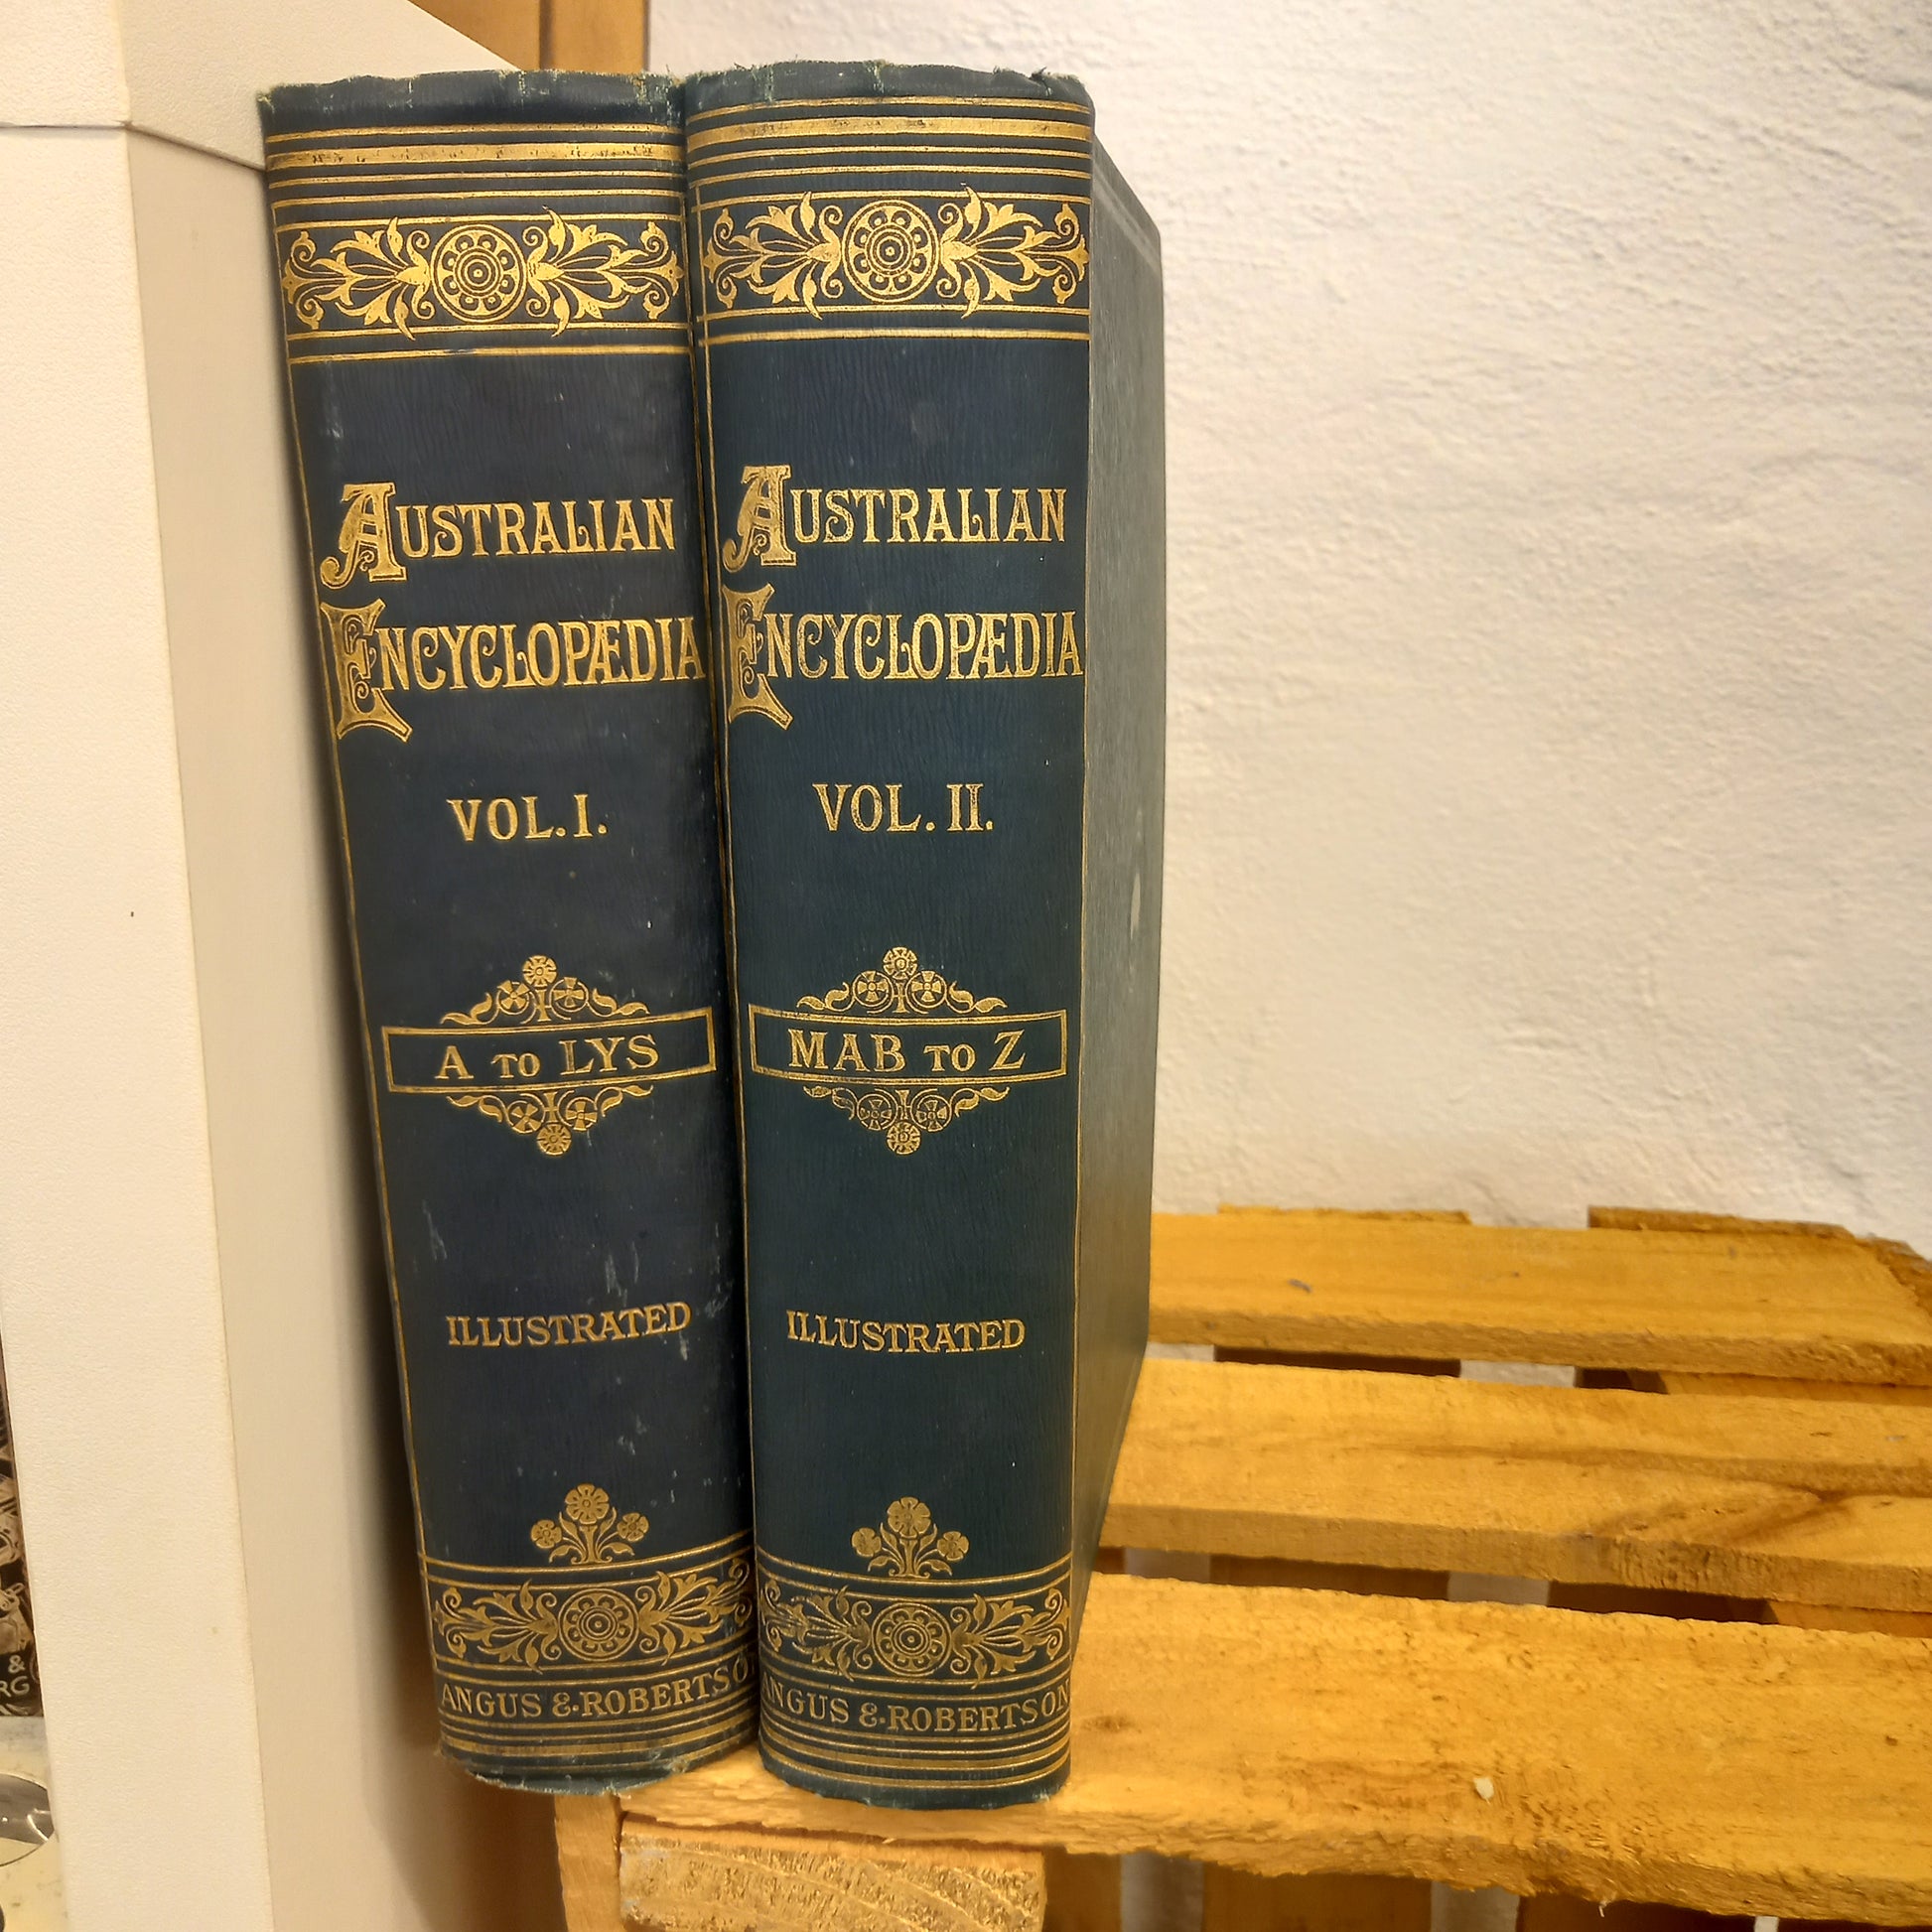 AUSTRALIAN
ENCYCLOPÆDIA
VOL. I.
A TO LYS
ILLUSTRATED
ANGUS & ROBERTSON
AUSTRALIAN
ENCYCLOPÆDIA
VOL. II.
MAB TO Z
ILLUSTRATED
ANGUS & ROBERTSON